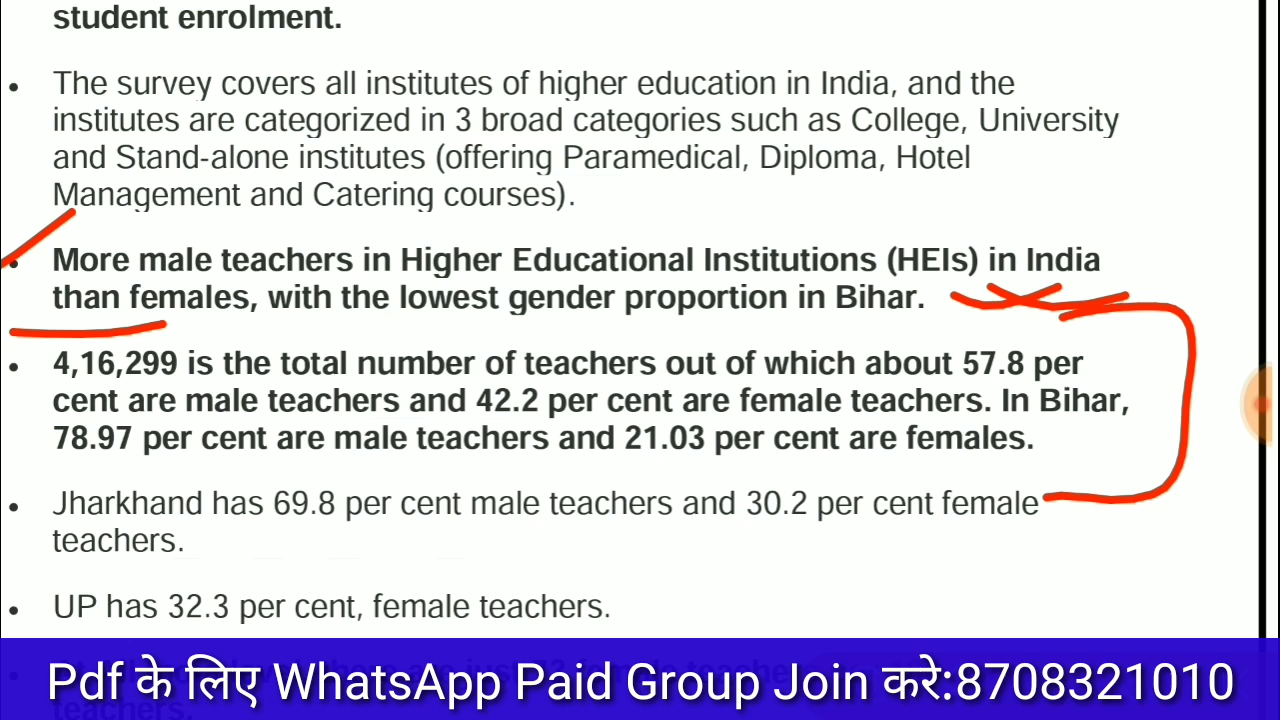 student enrolment.
• The survey covers all institutes of higher education in India, and the
institutes are categorized in 3 broad categories such as College, University
and Stand-alone institutes (offering Paramedical, Diploma, Hotel
Management and Catering courses).
• More male teachers in Higher Educational Institutions (HEIs) in India
than females, with the lowest gender proportion in Bihar.
• 4,16,299 is the total number of teachers out of which about 57.8 per
cent are male teachers and 42.2 per cent are female teachers. In Bihar,
78.97 per cent are male teachers and 21.03 per cent are females.
• Jharkhand has 69.8 per cent male teachers and 30.2 per cent female
teachers.
• UP has 32.3 per cent, female teachers.
Pdf के लिए WhatsApp Paid Group Join करे:8708321010
teachers.